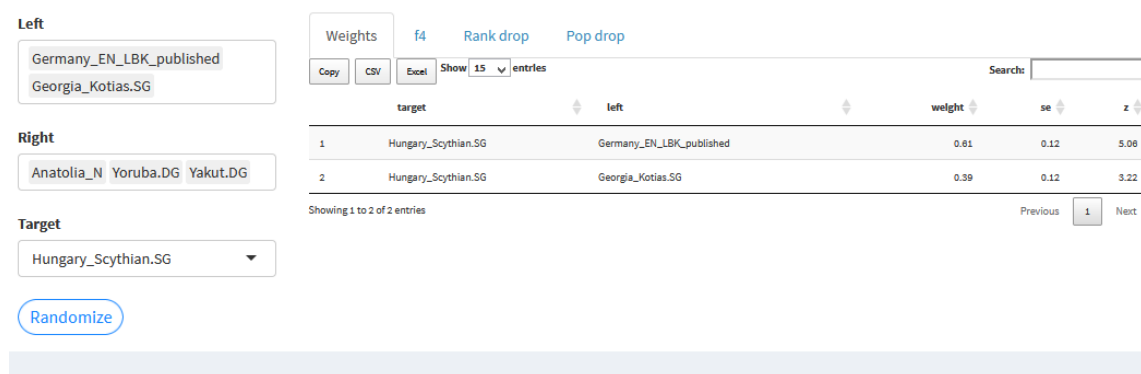 Left
Germany_EN_LBK_published
Georgia_Kotias.SG
Right
Anatolia_N Yoruba.DG Yakut.DG
Target
Hungary_Scythian.SG
Randomize
Weights f4 Rank drop Pop drop
Copy CSV Excel Show 15 entries Search:
target left weight se z
1 Hungary_Scythian.SG Germany_EN_LBK_published 0.61 0.12 5.06
2 Hungary_Scythian.SG Georgia_Kotias.SG 0.39 0.12 3.22
Showing 1 to 2 of 2 entries Previous 1 Next